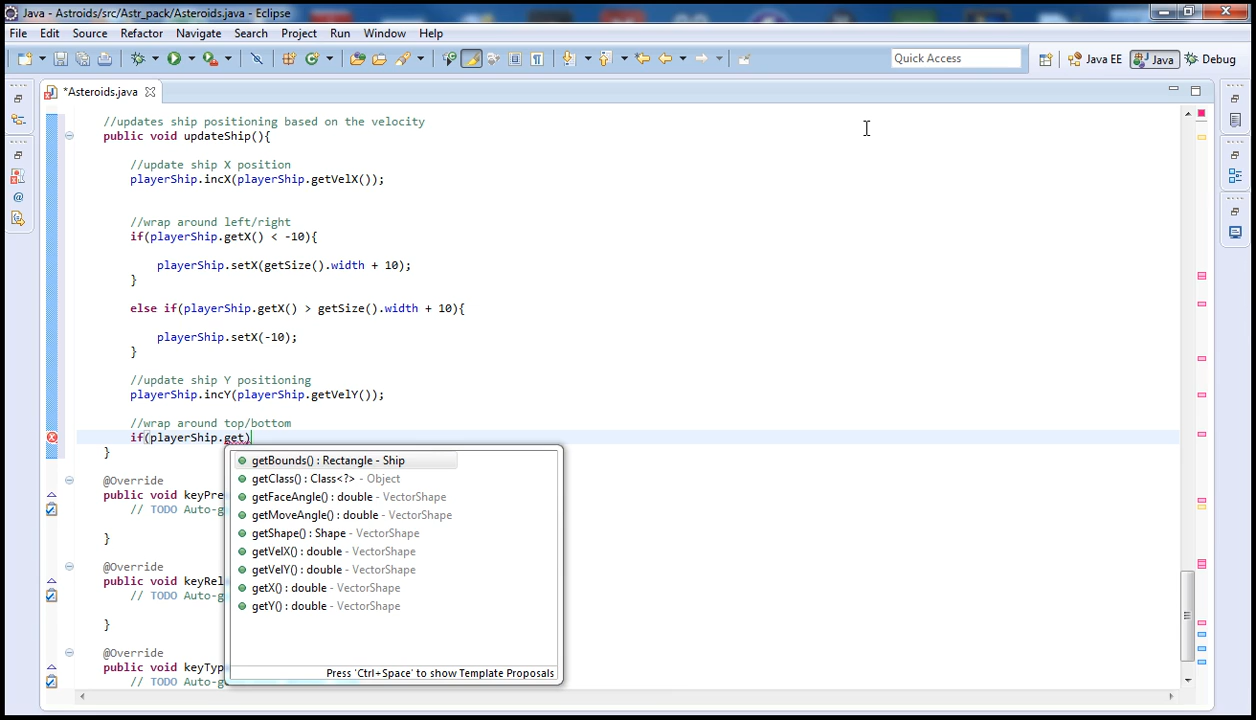 Java - Astroids/src/Astr_pack/Asteroids.java - Eclipse
File Edit Source Refactor Navigate Search Project Run Window Help
Quick Access
Java EE
Java
Debug
*Asteroids.java
//updates ship positioning based on the velocity
public void updateShip(){
//update ship X position
playerShip.incX(playerShip.getVelX());
//wrap around left/right
if(playerShip.getX() < -10){
playerShip.setX(getSize().width + 10);
}
else if(playerShip.getX() > getSize().width + 10){
playerShip.setX(-10);
}
//update ship Y positioning
playerShip.incY(playerShip.getVelY());
//wrap around top/bottom
if(playerShip.get)
}
getBounds() : Rectangle - Ship
getClass() : Class<?> - Object
getFaceAngle() : double - VectorShape
getMoveAngle() : double - VectorShape
getShape() : Shape - VectorShape
getVelX() : double - VectorShape
getVelY() : double - VectorShape
getX() : double - VectorShape
getY() : double - VectorShape
Press 'Ctrl+Space' to show Template Proposals
@Override
public void keyPre
// TODO Auto-g
}
@Override
public void keyRel
// TODO Auto-g
}
@Override
public void keyTyp
// TODO Auto-g